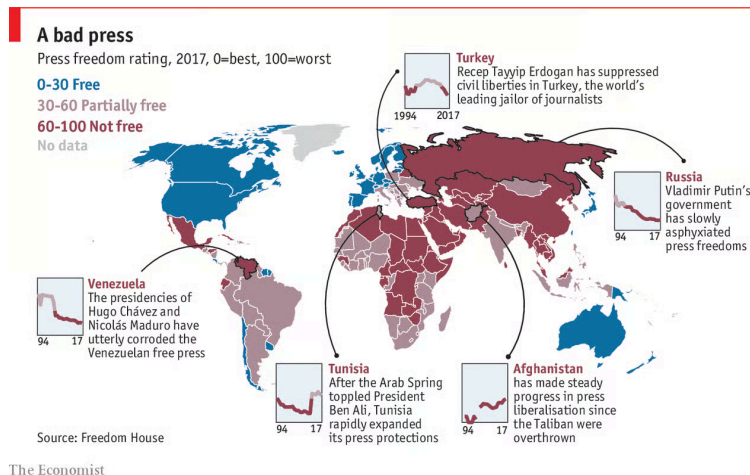 A bad press
Press freedom rating, 2017, 0=best, 100=worst
0-30 Free
30-60 Partially free
60-100 Not free
No data
Turkey
Recep Tayyip Erdogan has suppressed
civil liberties in Turkey, the world's
leading jailor of journalists
1994 2017
Russia
Vladimir Putin's
government
has slowly
asphyxiated
press freedoms
94 17
Venezuela
The presidencies of
Hugo Chávez and
Nicolás Maduro have
utterly corroded the
Venezuelan free press
94 17
Tunisia
After the Arab Spring
toppled President
Ben Ali, Tunisia
rapidly expanded
its press protections
94 17
Afghanistan
has made steady
progress in press
liberalisation since
the Taliban were
overthrown
94 17
Source: Freedom House
The Economist